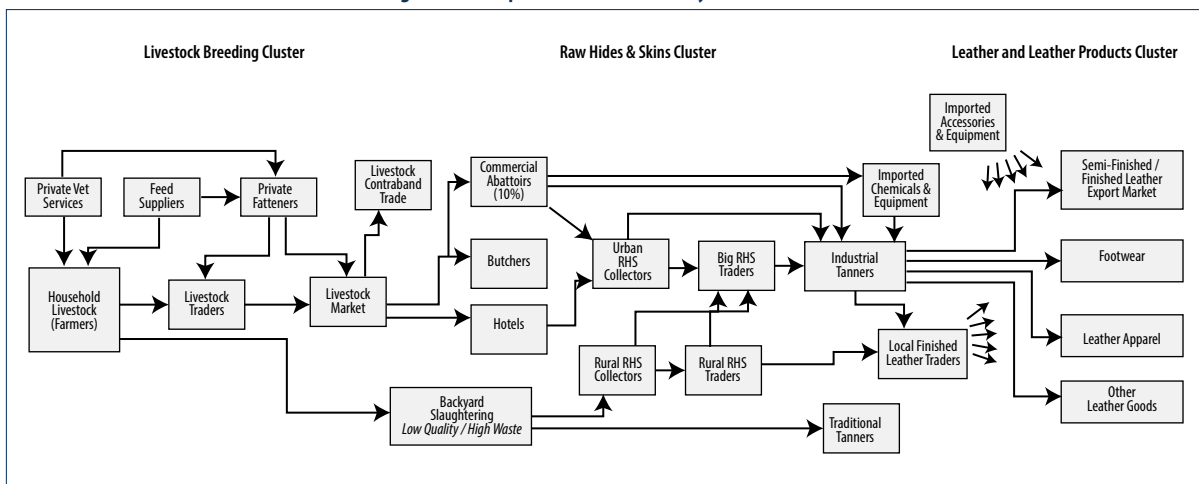 Livestock Breeding Cluster
Raw Hides & Skins Cluster
Leather and Leather Products Cluster
Imported
Accessories
& Equipment
Private Vet
Services
Feed
Suppliers
Private
Fatteners
Livestock
Contraband
Trade
Commercial
Abattoirs
(10%)
Imported
Chemicals &
Equipment
Semi-Finished /
Finished Leather
Export Market
Household
Livestock
(Farmers)
Livestock
Traders
Livestock
Market
Butchers
Hotels
Urban
RHS
Collectors
Big RHS
Traders
Industrial
Tanners
Footwear
Rural RHS
Collectors
Rural RHS
Traders
Local Finished
Leather Traders
Leather Apparel
Backyard
Slaughtering
Low Quality / High Waste
Traditional
Tanners
Other
Leather Goods